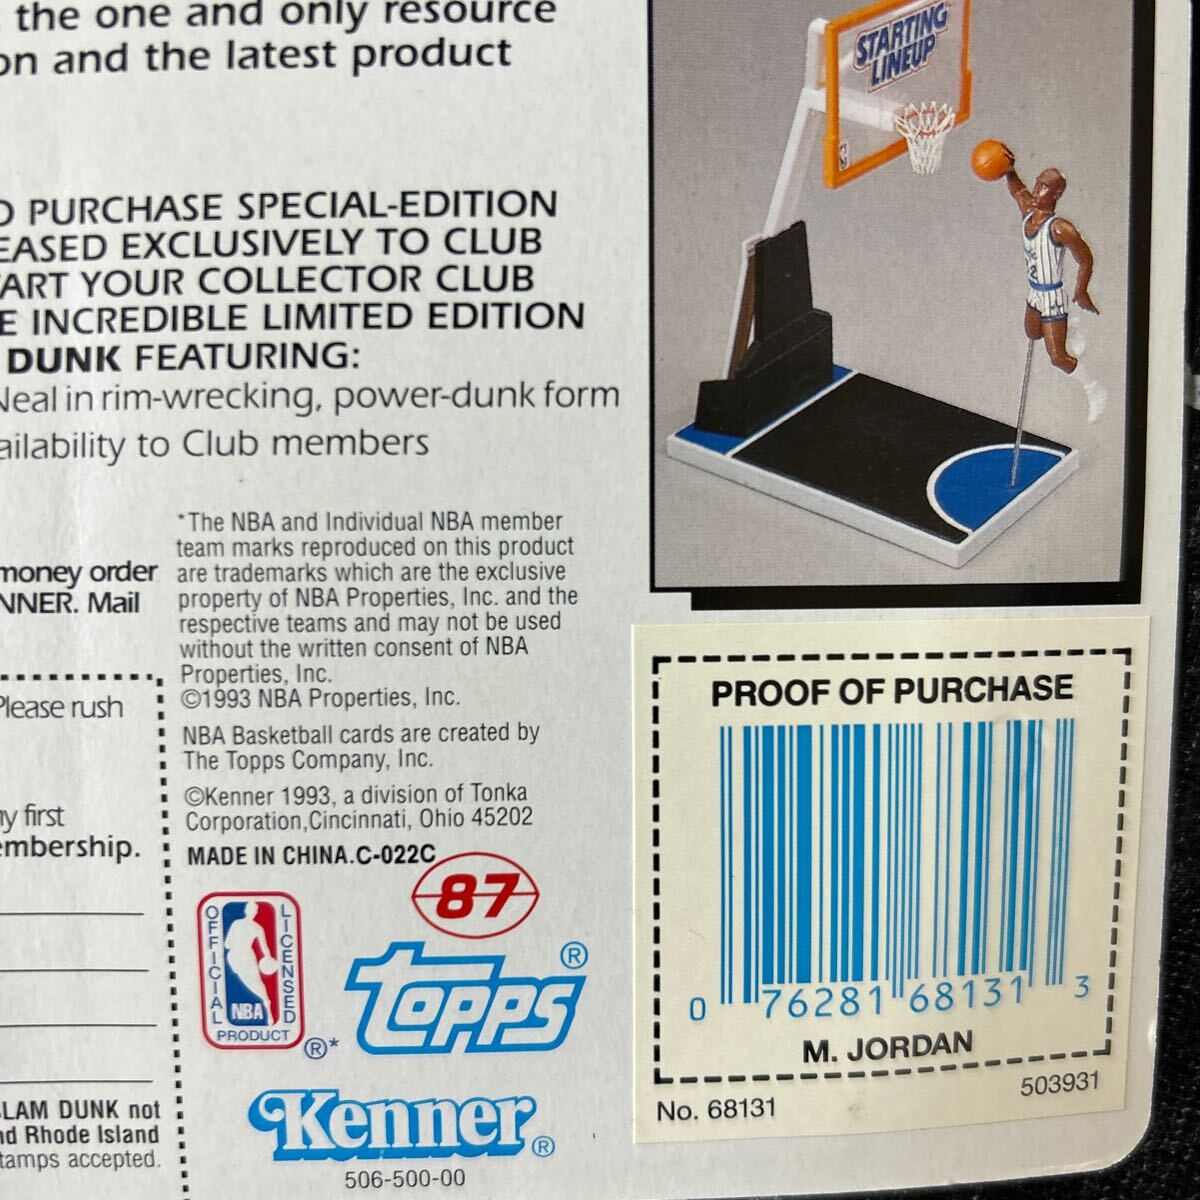 the one and only resource
on and the latest product
PURCHASE SPECIAL-EDITION
EASED EXCLUSIVELY TO CLUB
ART YOUR COLLECTOR CLUB
E INCREDIBLE LIMITED EDITION
DUNK FEATURING:
Neal in rim-wrecking, power-dunk form
ailability to Club members
STARTING
LINEUP
*The NBA and Individual NBA member
team marks reproduced on this product
are trademarks which are the exclusive
property of NBA Properties, Inc. and the
respective teams and may not be used
without the written consent of NBA
Properties, Inc.
©1993 NBA Properties, Inc.
NBA Basketball cards are created by
The Topps Company, Inc.
©Kenner 1993, a division of Tonka
Corporation,Cincinnati, Ohio 45202
MADE IN CHINA.C-022C
money order
NNER. Mail
Please rush
y first
embership.
LAM DUNK not
nd Rhode Island
tamps accepted.
87
OFFICIAL
LICENSED
NBA
PRODUCT
®*
Topps®
Kenner®
506-500-00
PROOF OF PURCHASE
0 76281 68131 3
M. JORDAN
503931
No. 68131